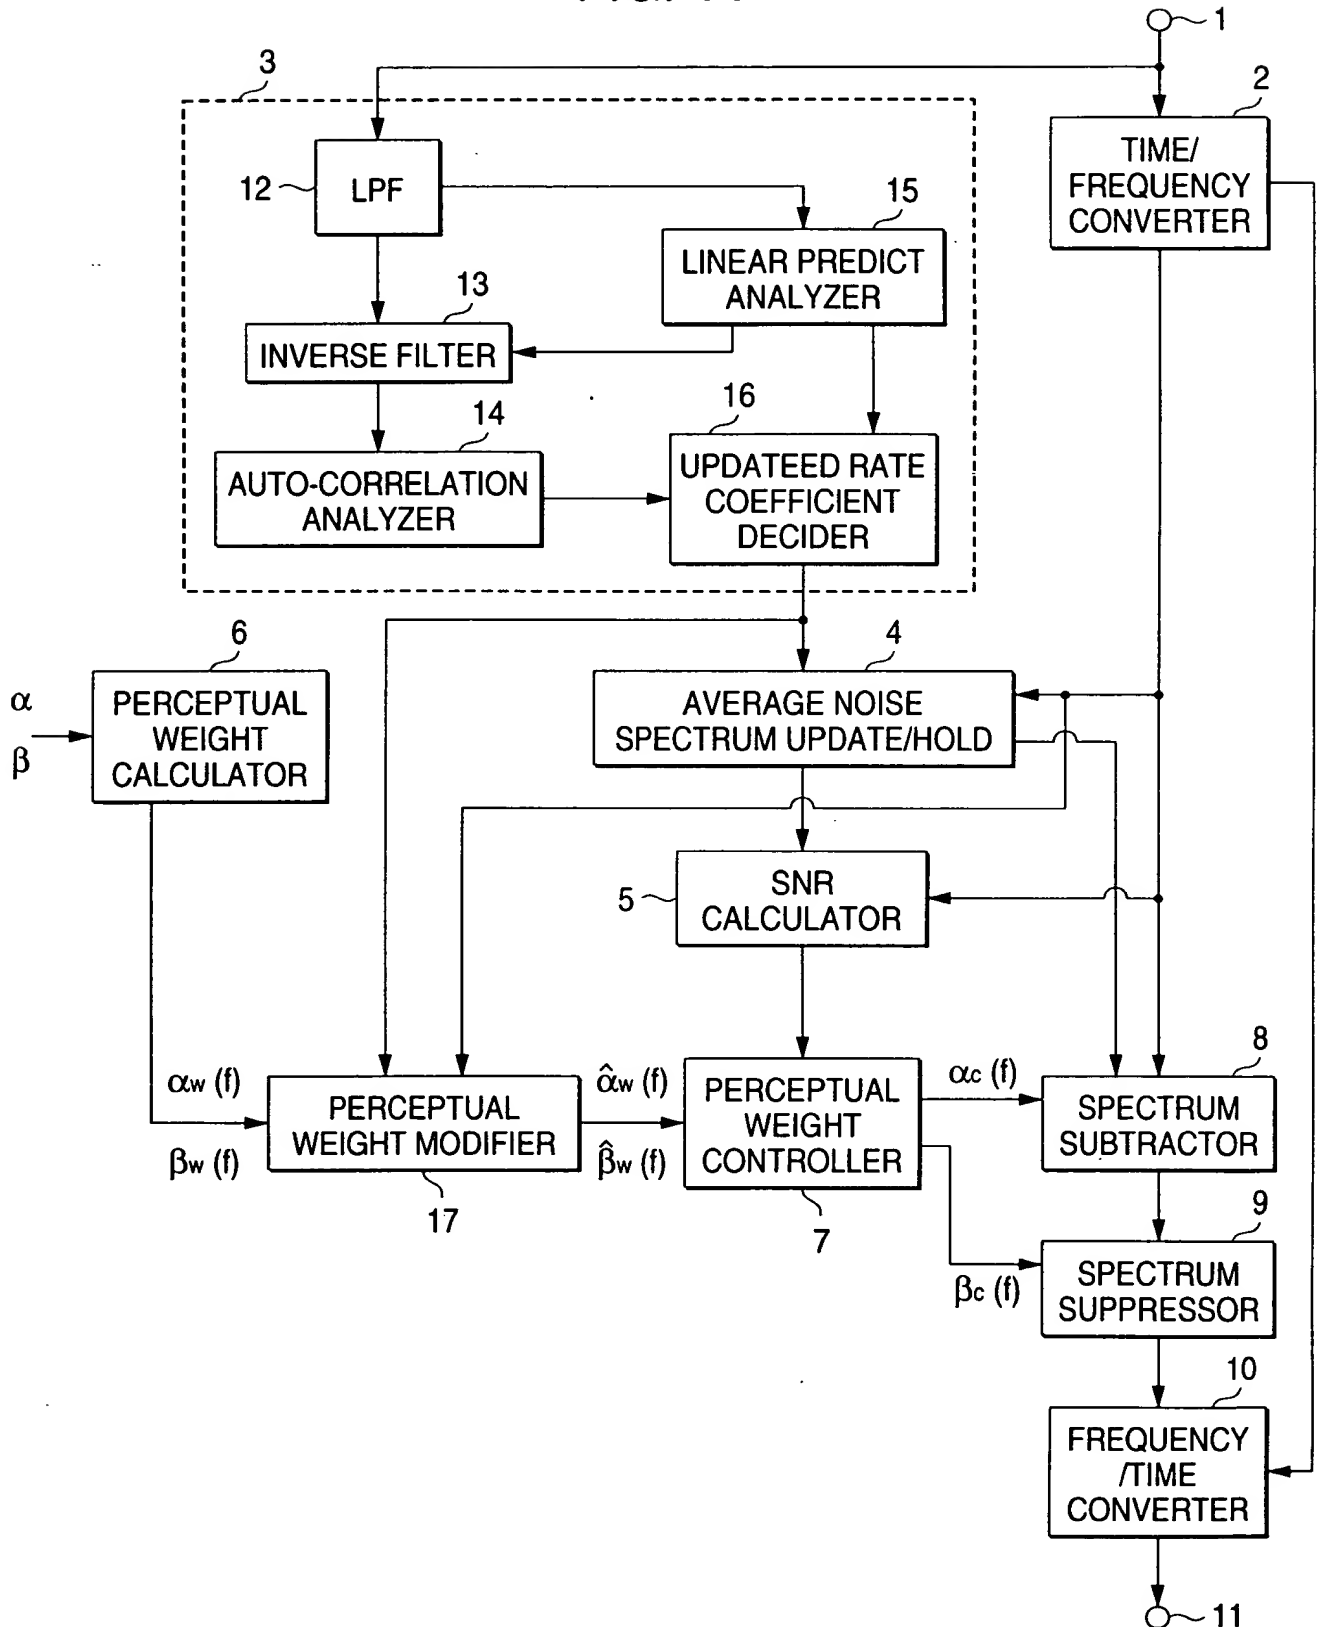 1
3
2
TIME/
FREQUENCY
CONVERTER
12
LPF
15
LINEAR PREDICT
ANALYZER
13
INVERSE FILTER
14
AUTO-CORRELATION
ANALYZER
16
UPDATEED RATE
COEFFICIENT
DECIDER
6
α
β
PERCEPTUAL
WEIGHT
CALCULATOR
4
AVERAGE NOISE
SPECTRUM UPDATE/HOLD
5
SNR
CALCULATOR
αw (f)
βw (f)
PERCEPTUAL
WEIGHT MODIFIER
17
α̂w (f)
β̂w (f)
PERCEPTUAL
WEIGHT
CONTROLLER
7
αc (f)
βc (f)
8
SPECTRUM
SUBTRACTOR
9
SPECTRUM
SUPPRESSOR
10
FREQUENCY
/TIME
CONVERTER
11